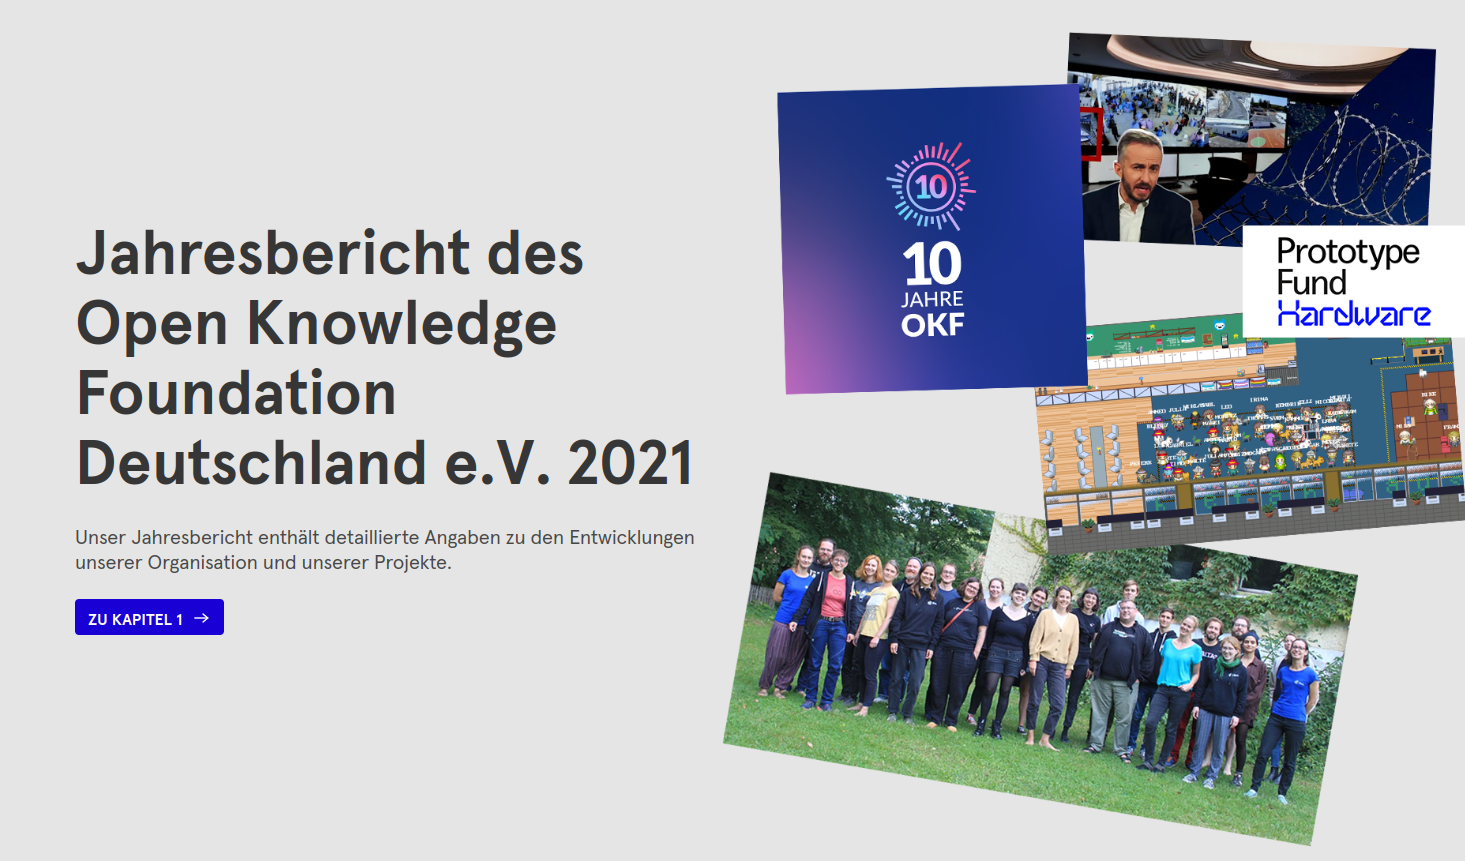 Jahresbericht des
Open Knowledge
Foundation
Deutschland e.V. 2021
Unser Jahresbericht enthält detaillierte Angaben zu den Entwicklungen
unserer Organisation und unserer Projekte.
ZU KAPITEL 1
10
10
JAHRE
OKF
Prototype
Fund
Hardware